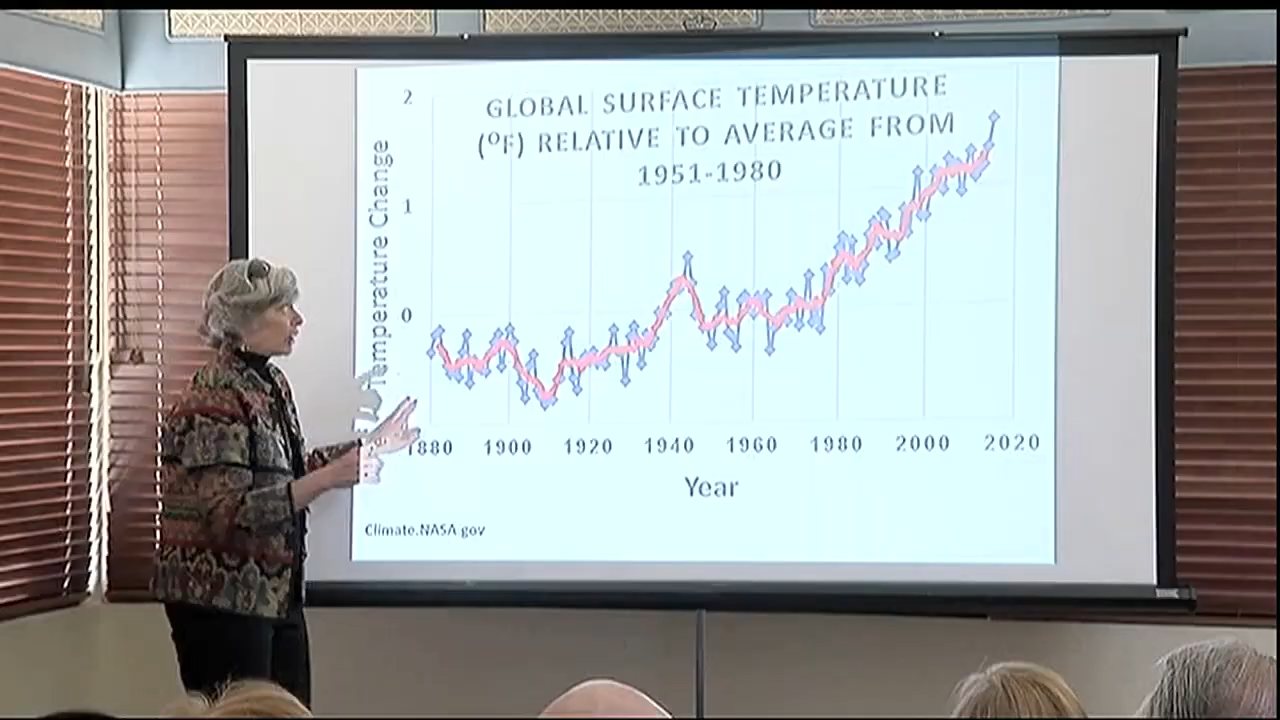 GLOBAL SURFACE TEMPERATURE
(ºF) RELATIVE TO AVERAGE FROM
1951-1980
2
1
0
Temperature Change
1880 1900 1920 1940 1960 1980 2000 2020
Year
Climate.NASA.gov